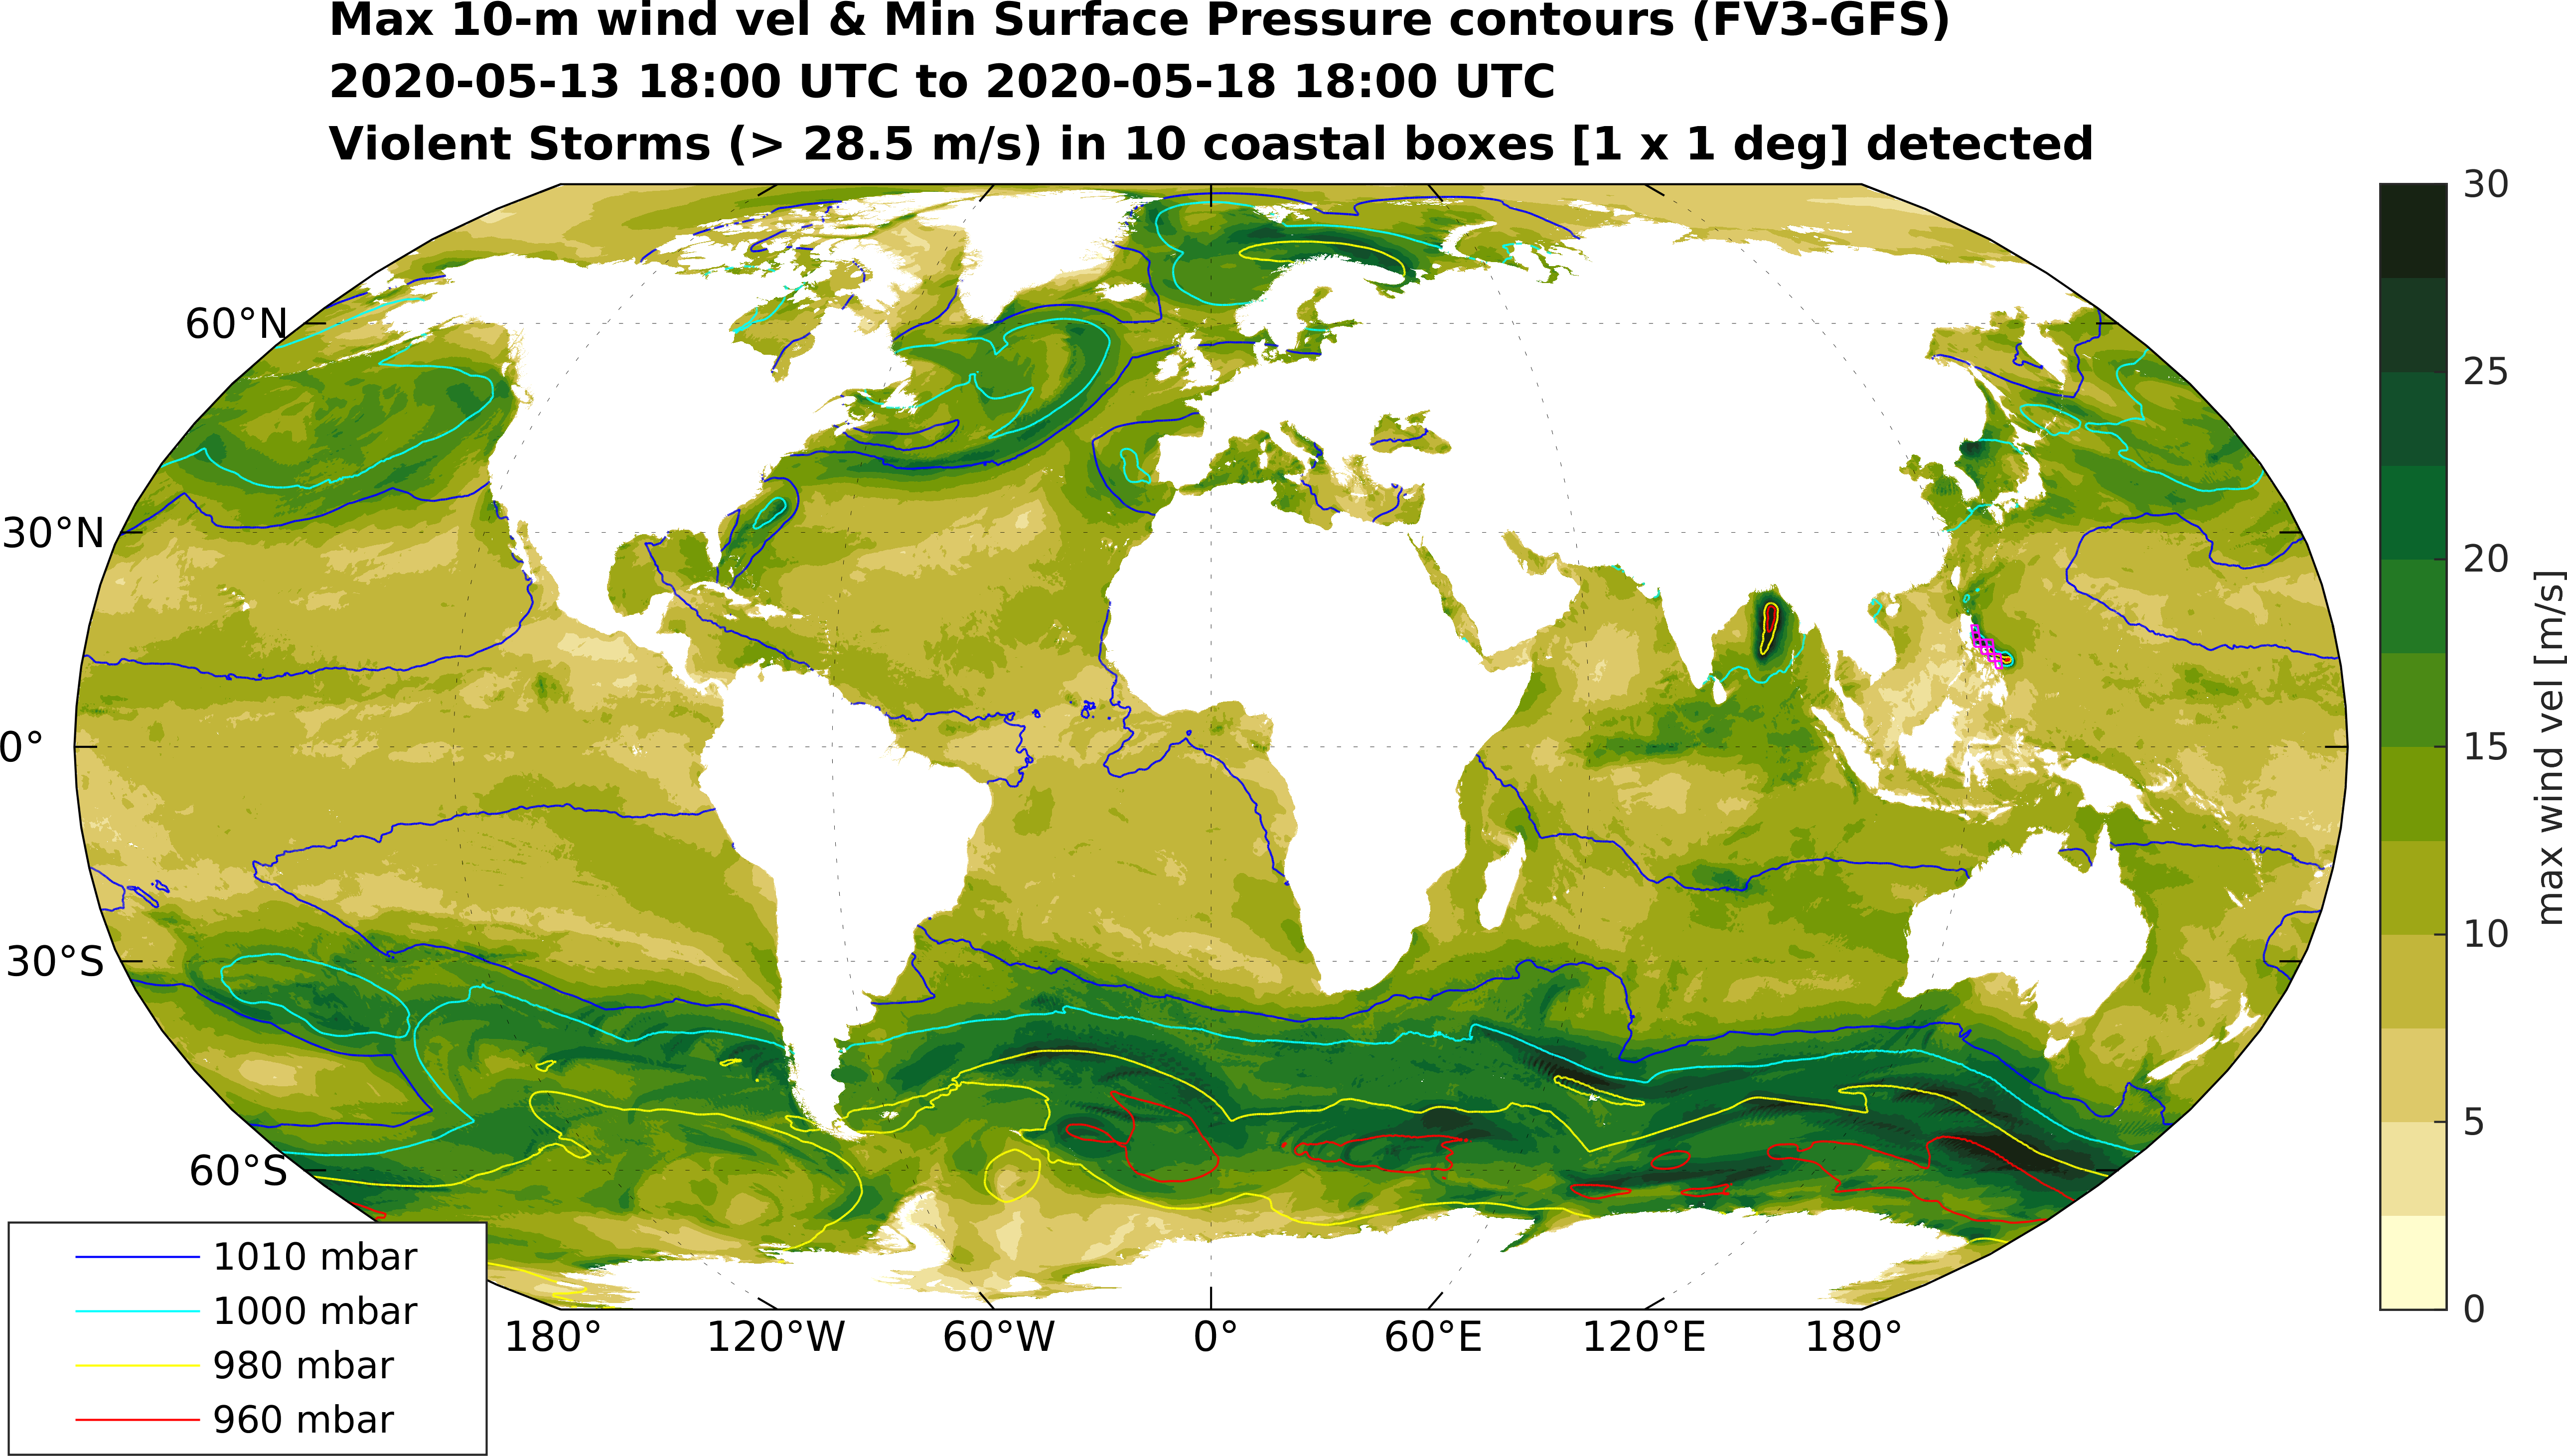 Max 10-m wind vel & Min Surface Pressure contours (FV3-GFS)
2020-05-13 18:00 UTC to 2020-05-18 18:00 UTC
Violent Storms (> 28.5 m/s) in 10 coastal boxes [1 x 1 deg] detected
60°N
30°N
0°
30°S
60°S
180°
120°W
60°W
0°
60°E
120°E
180°
1010 mbar
1000 mbar
980 mbar
960 mbar
30
25
20
15
10
5
0
max wind vel [m/s]